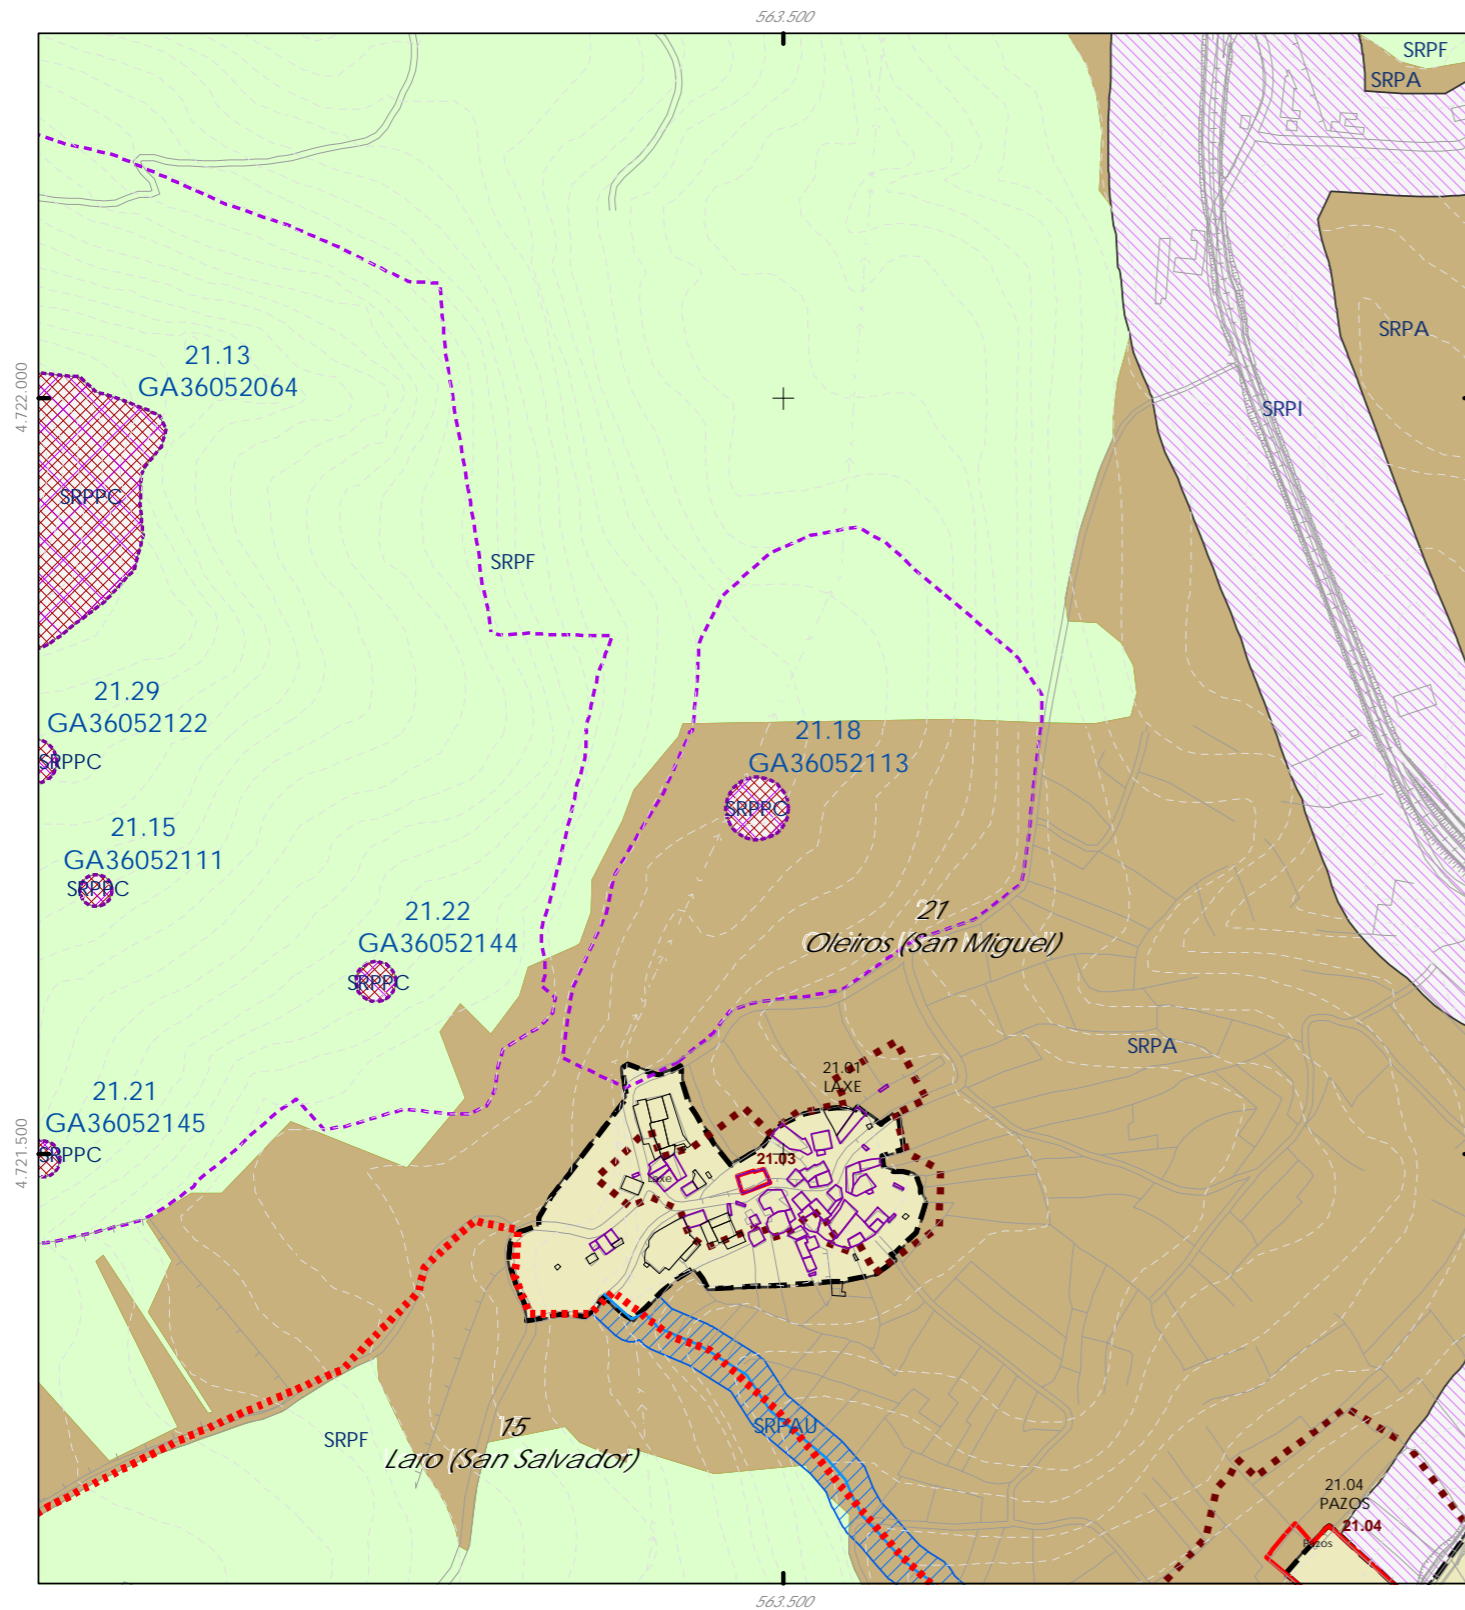 563.500
SRPF
SRPA
SRPA
21.13
GA36052064
4.722.000
SRPI
SRPPC
SRPF
21.29
GA36052122
SRPPC
21.18
GA36052113
SRPPC
21.15
GA36052111
SRPPC
21.22
GA36052144
SRPPC
21
Oleiros (San Miguel)
SRPA
21.01
LAXE
21.21
GA36052145
SRPPC
4.721.500
21.03
Laxe
SRPAU
15
Laro (San Salvador)
SRPF
21.04
PAZOS
21.04
Pazos
563.500